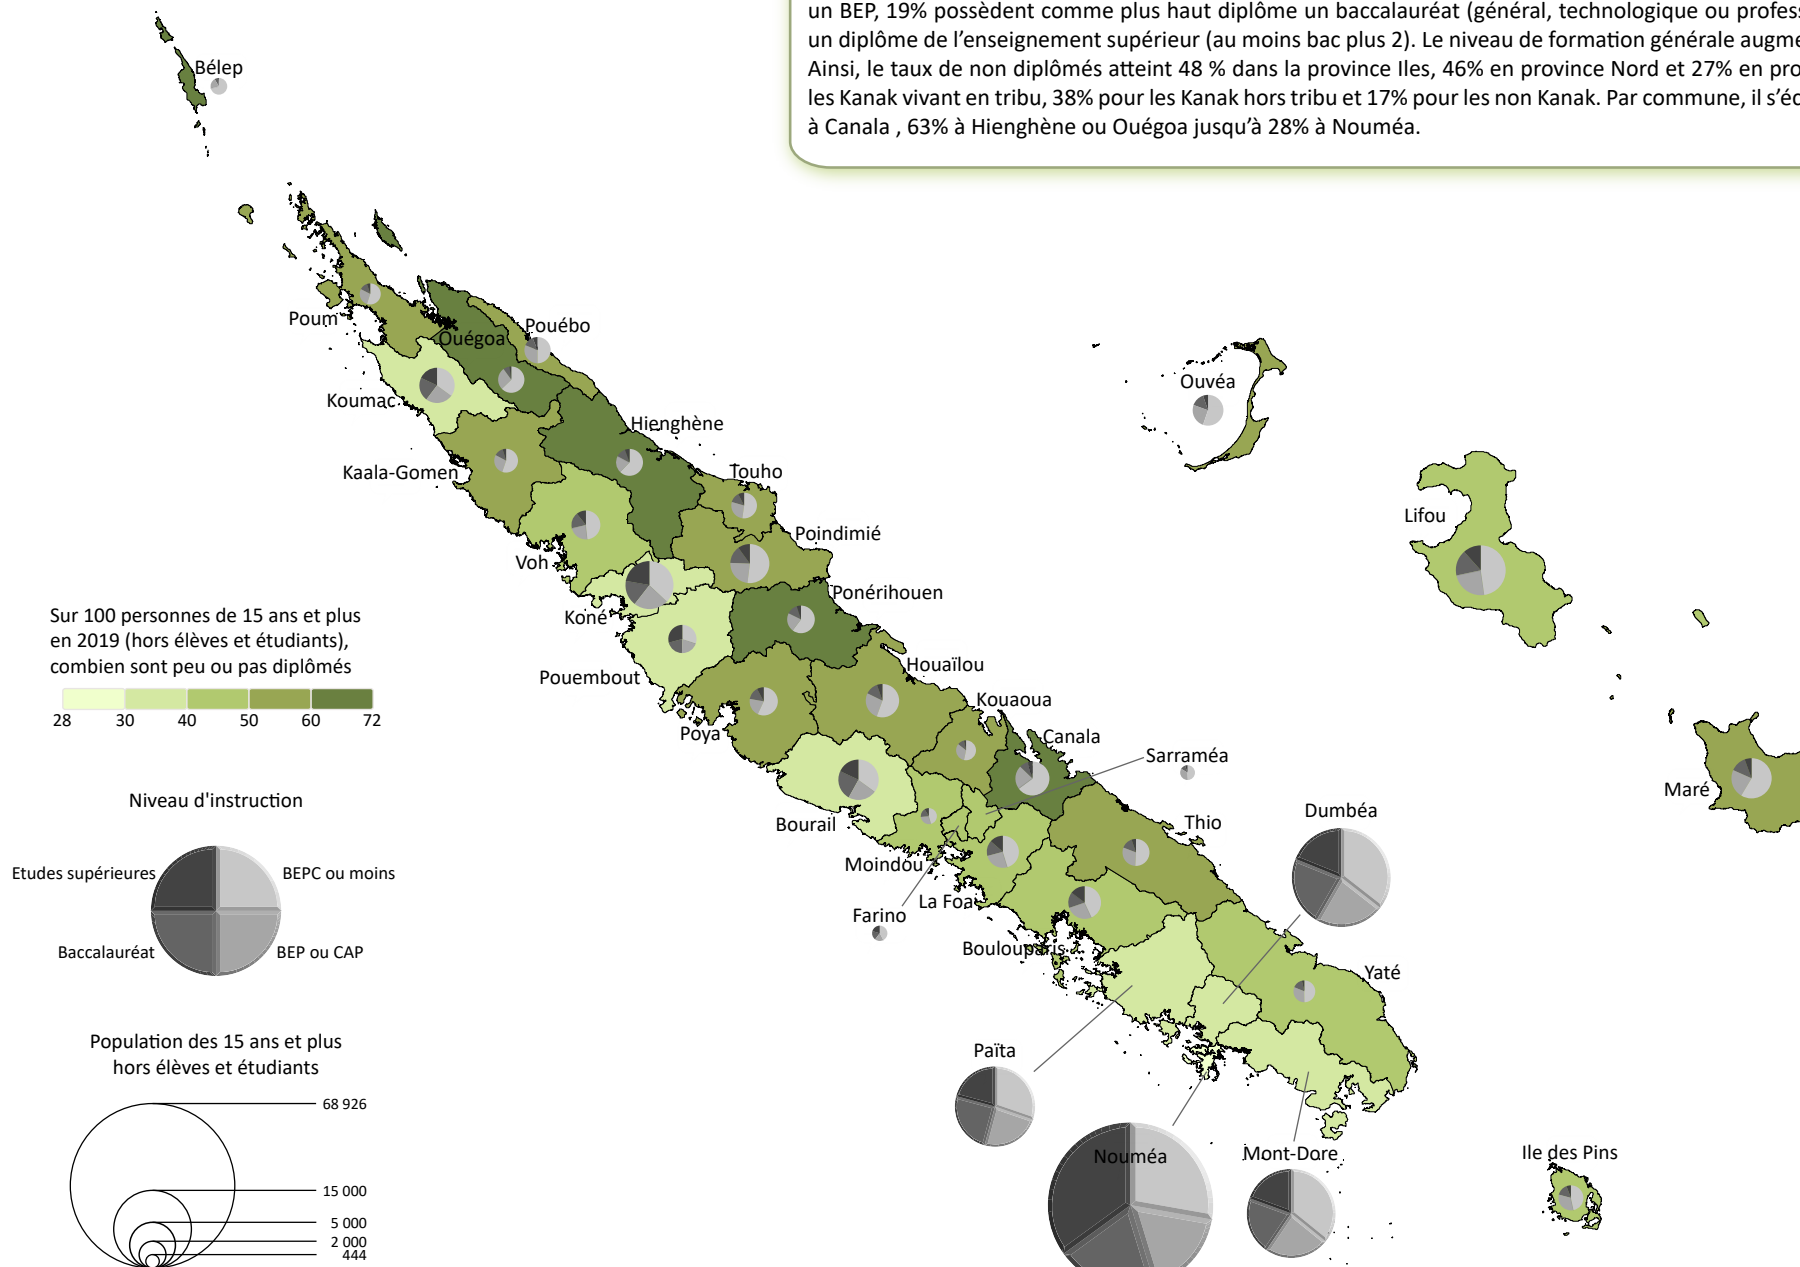 un BEP, 19% possèdent comme plus haut diplôme un baccalauréat (général, technologique ou profess
un diplôme de l'enseignement supérieur (au moins bac plus 2). Le niveau de formation générale augme
Ainsi, le taux de non diplômés atteint 48 % dans la province Iles, 46% en province Nord et 27% en pro
les Kanak vivant en tribu, 38% pour les Kanak hors tribu et 17% pour les non Kanak. Par commune, il s'éc
à Canala , 63% à Hienghène ou Ouégoa jusqu'à 28% à Nouméa.
Bélep
Poum
Ouégoa
Pouébo
Koumac
Ouvéa
Hienghène
Kaala-Gomen
Touho
Lifou
Poindimié
Voh
Ponérihouen
Koné
Houaïlou
Pouembout
Kouaoua
Poya
Canala
Sarraméa
Maré
Bourail
Thio
Dumbéa
Moindou
La Foa
Farino
Boulouparis
Yaté
Païta
Nouméa
Mont-Dore
Ile des Pins
Sur 100 personnes de 15 ans et plus
en 2019 (hors élèves et étudiants),
combien sont peu ou pas diplômés
28 30 40 50 60 72
Niveau d'instruction
Etudes supérieures
BEPC ou moins
Baccalauréat
BEP ou CAP
Population des 15 ans et plus
hors élèves et étudiants
68 926
15 000
5 000
2 000
444